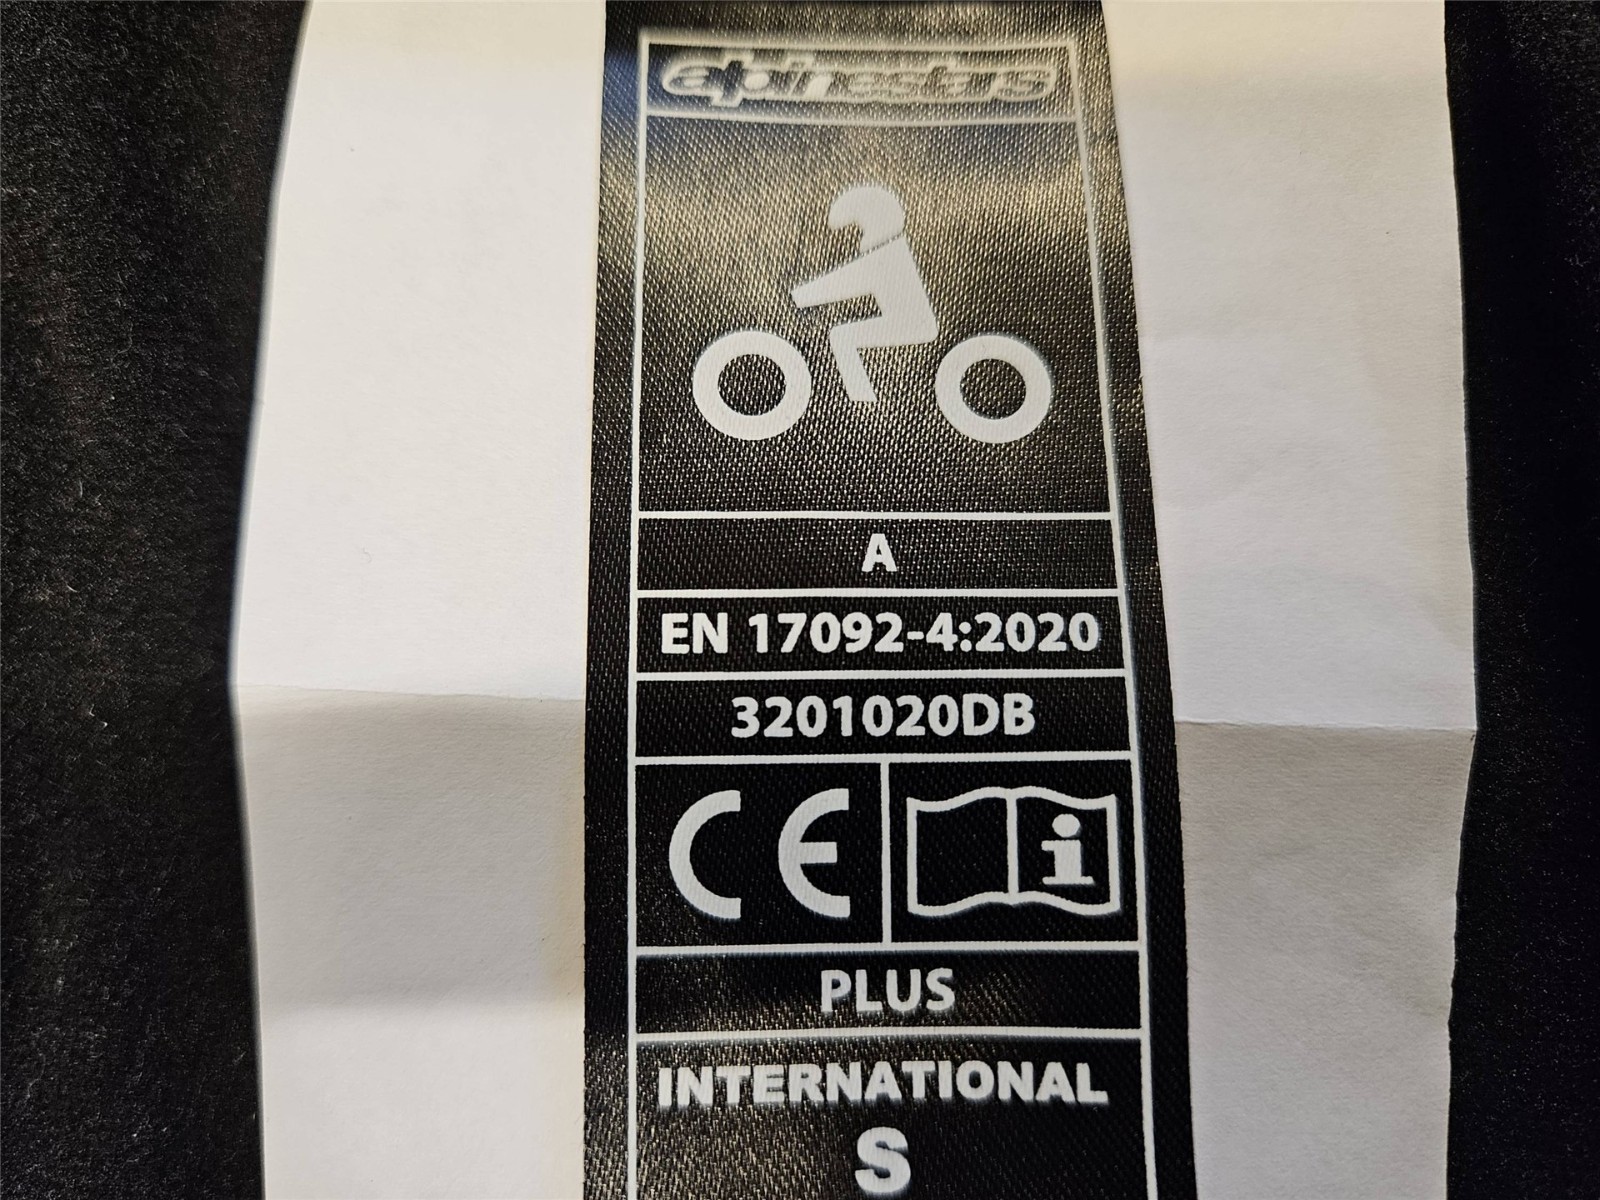 alpinestars
A
EN 17092-4:2020
3201020DB
CE
i
PLUS
INTERNATIONAL
S